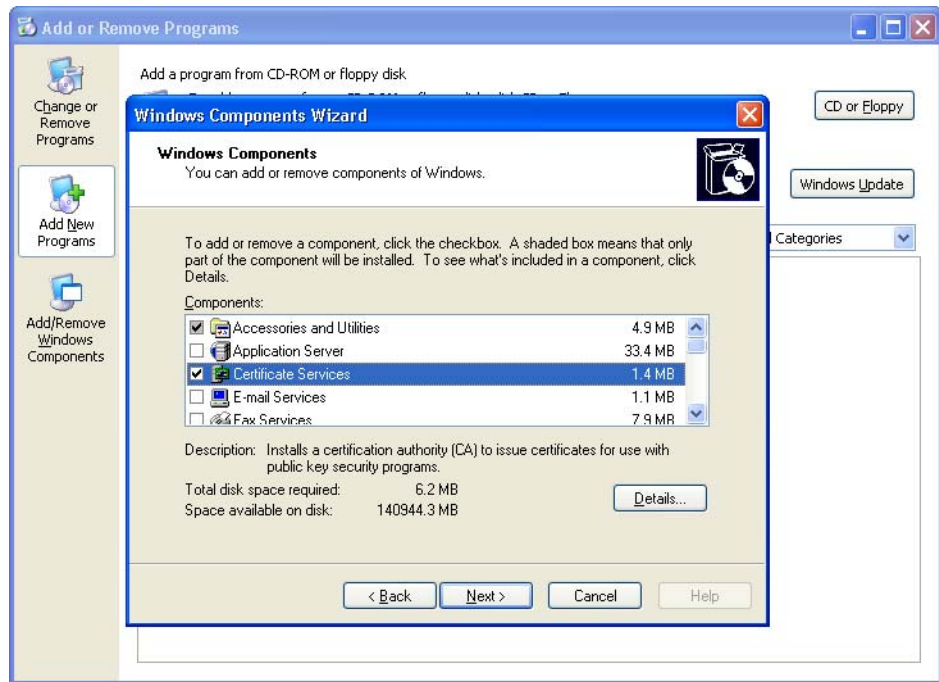 Add or Remove Programs
Change or
Remove
Programs
Add New
Programs
Add/Remove
Windows
Components
Add a program from CD-ROM or floppy disk
CD or Floppy
Windows Update
Categories
Windows Components Wizard
Windows Components
You can add or remove components of Windows.
To add or remove a component, click the checkbox. A shaded box means that only
part of the component will be installed. To see what's included in a component, click
Details.
Components:
Accessories and Utilities 4.9 MB
Application Server 33.4 MB
Certificate Services 1.4 MB
E-mail Services 1.1 MB
Fax Services 7.9 MB
Description: Installs a certification authority (CA) to issue certificates for use with
public key security programs.
Total disk space required: 6.2 MB
Space available on disk: 140944.3 MB
Details...
< Back Next > Cancel Help